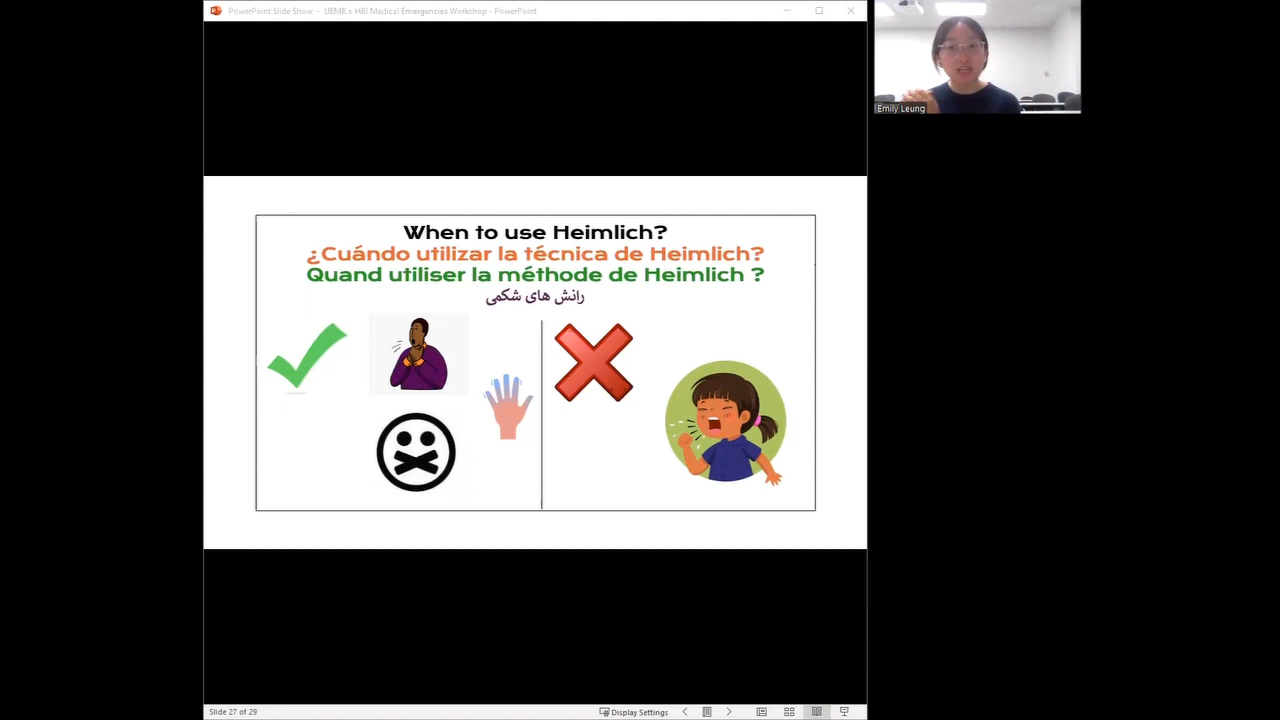 PowerPoint Slide Show - UEMR x HRI Medical Emergencies Workshop - PowerPoint
Emily Leung
When to use Heimlich?
¿Cuándo utilizar la técnica de Heimlich?
Quand utiliser la méthode de Heimlich ?
رانش های شکمی
Slide 27 of 29
Display Settings